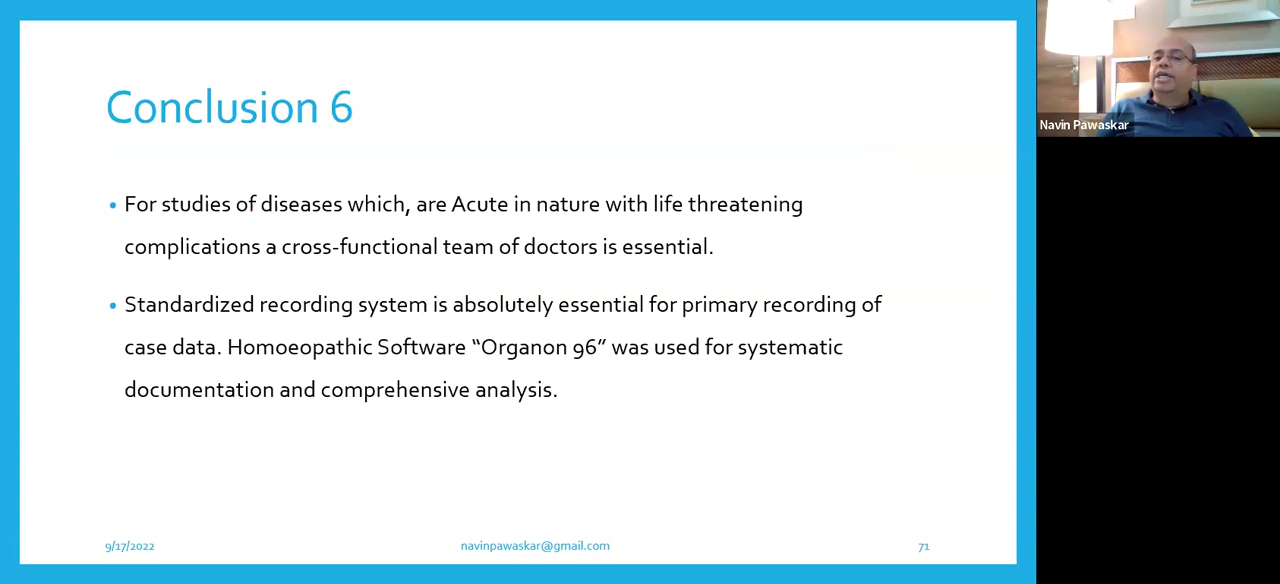 Conclusion 6
• For studies of diseases which, are Acute in nature with life threatening
complications a cross-functional team of doctors is essential.
• Standardized recording system is absolutely essential for primary recording of
case data. Homoeopathic Software “Organon 96” was used for systematic
documentation and comprehensive analysis.
9/17/2022
navinpawaskar@gmail.com
71
Navin Pawaskar